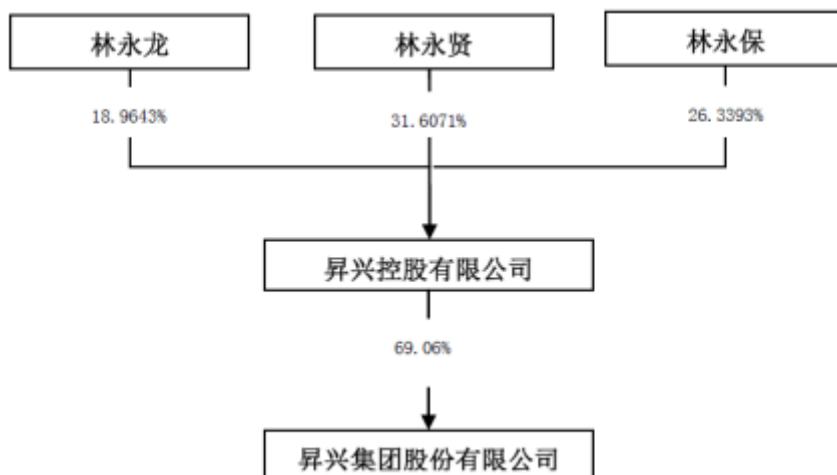 林永龙
林永贤
林永保
18.9643%
31.6071%
26.3393%
昇兴控股有限公司
69.06%
昇兴集团股份有限公司